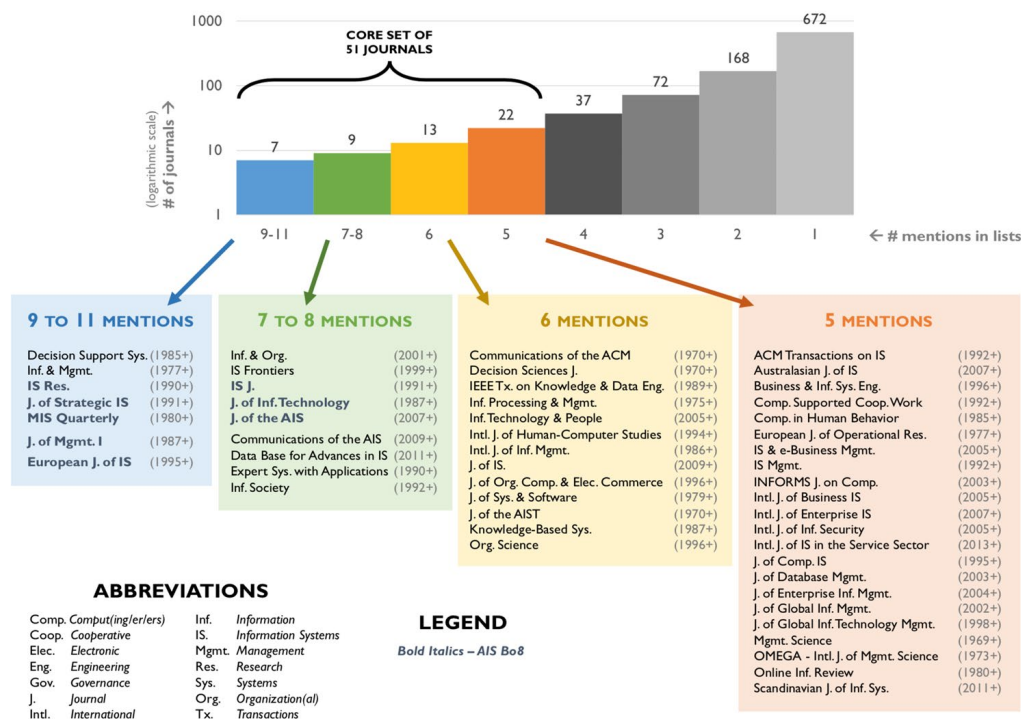 1000
100
10
1
(logarithmic scale)
# of journals →
CORE SET OF
51 JOURNALS
7
9
13
22
37
72
168
672
9-11
7-8
6
5
4
3
2
1
← # mentions in lists
9 TO 11 MENTIONS
Decision Support Sys. (1985+)
Inf. & Mgmt. (1977+)
IS Res. (1990+)
J. of Strategic IS (1991+)
MIS Quarterly (1980+)
J. of Mgmt. I (1987+)
European J. of IS (1995+)
7 TO 8 MENTIONS
Inf. & Org. (2001+)
IS Frontiers (1999+)
IS J. (1991+)
J. of Inf. Technology (1987+)
J. of the AIS (2007+)
Communications of the AIS (2009+)
Data Base for Advances in IS (2011+)
Expert Sys. with Applications (1990+)
Inf. Society (1992+)
6 MENTIONS
Communications of the ACM (1970+)
Decision Sciences J. (1970+)
IEEE Tx. on Knowledge & Data Eng. (1989+)
Inf. Processing & Mgmt. (1975+)
Inf. Technology & People (2005+)
Intl. J. of Human-Computer Studies (1994+)
Intl. J. of Inf. Mgmt. (1986+)
J. of IS. (2009+)
J. of Org. Comp. & Elec. Commerce (1996+)
J. of Sys. & Software (1979+)
J. of the AIST (1970+)
Knowledge-Based Sys. (1987+)
Org. Science (1996+)
5 MENTIONS
ACM Transactions on IS (1992+)
Australasian J. of IS (2007+)
Business & Inf. Sys. Eng. (1996+)
Comp. Supported Coop. Work (1992+)
Comp. in Human Behavior (1985+)
European J. of Operational Res. (1977+)
IS & e-Business Mgmt. (2005+)
IS Mgmt. (1992+)
INFORMS J. on Comp. (2003+)
Intl. J. of Business IS (2005+)
Intl. J. of Enterprise IS (2007+)
Intl. J. of Inf. Security (2005+)
Intl. J. of IS in the Service Sector (2013+)
J. of Comp. IS (1995+)
J. of Database Mgmt. (2003+)
J. of Enterprise Inf. Mgmt. (2004+)
J. of Global Inf. Mgmt. (2002+)
J. of Global Inf. Technology Mgmt. (1998+)
Mgmt. Science (1969+)
OMEGA - Intl. J. of Mgmt. Science (1973+)
Online Inf. Review (1980+)
Scandinavian J. of Inf. Sys. (2011+)
ABBREVIATIONS
Comp. Comput(ing/er/ers)
Coop. Cooperative
Elec. Electronic
Eng. Engineering
Gov. Governance
J. Journal
Intl. International
Inf. Information
IS. Information Systems
Mgmt. Management
Res. Research
Sys. Systems
Org. Organization(al)
Tx. Transactions
LEGEND
Bold Italics – AIS Bo8